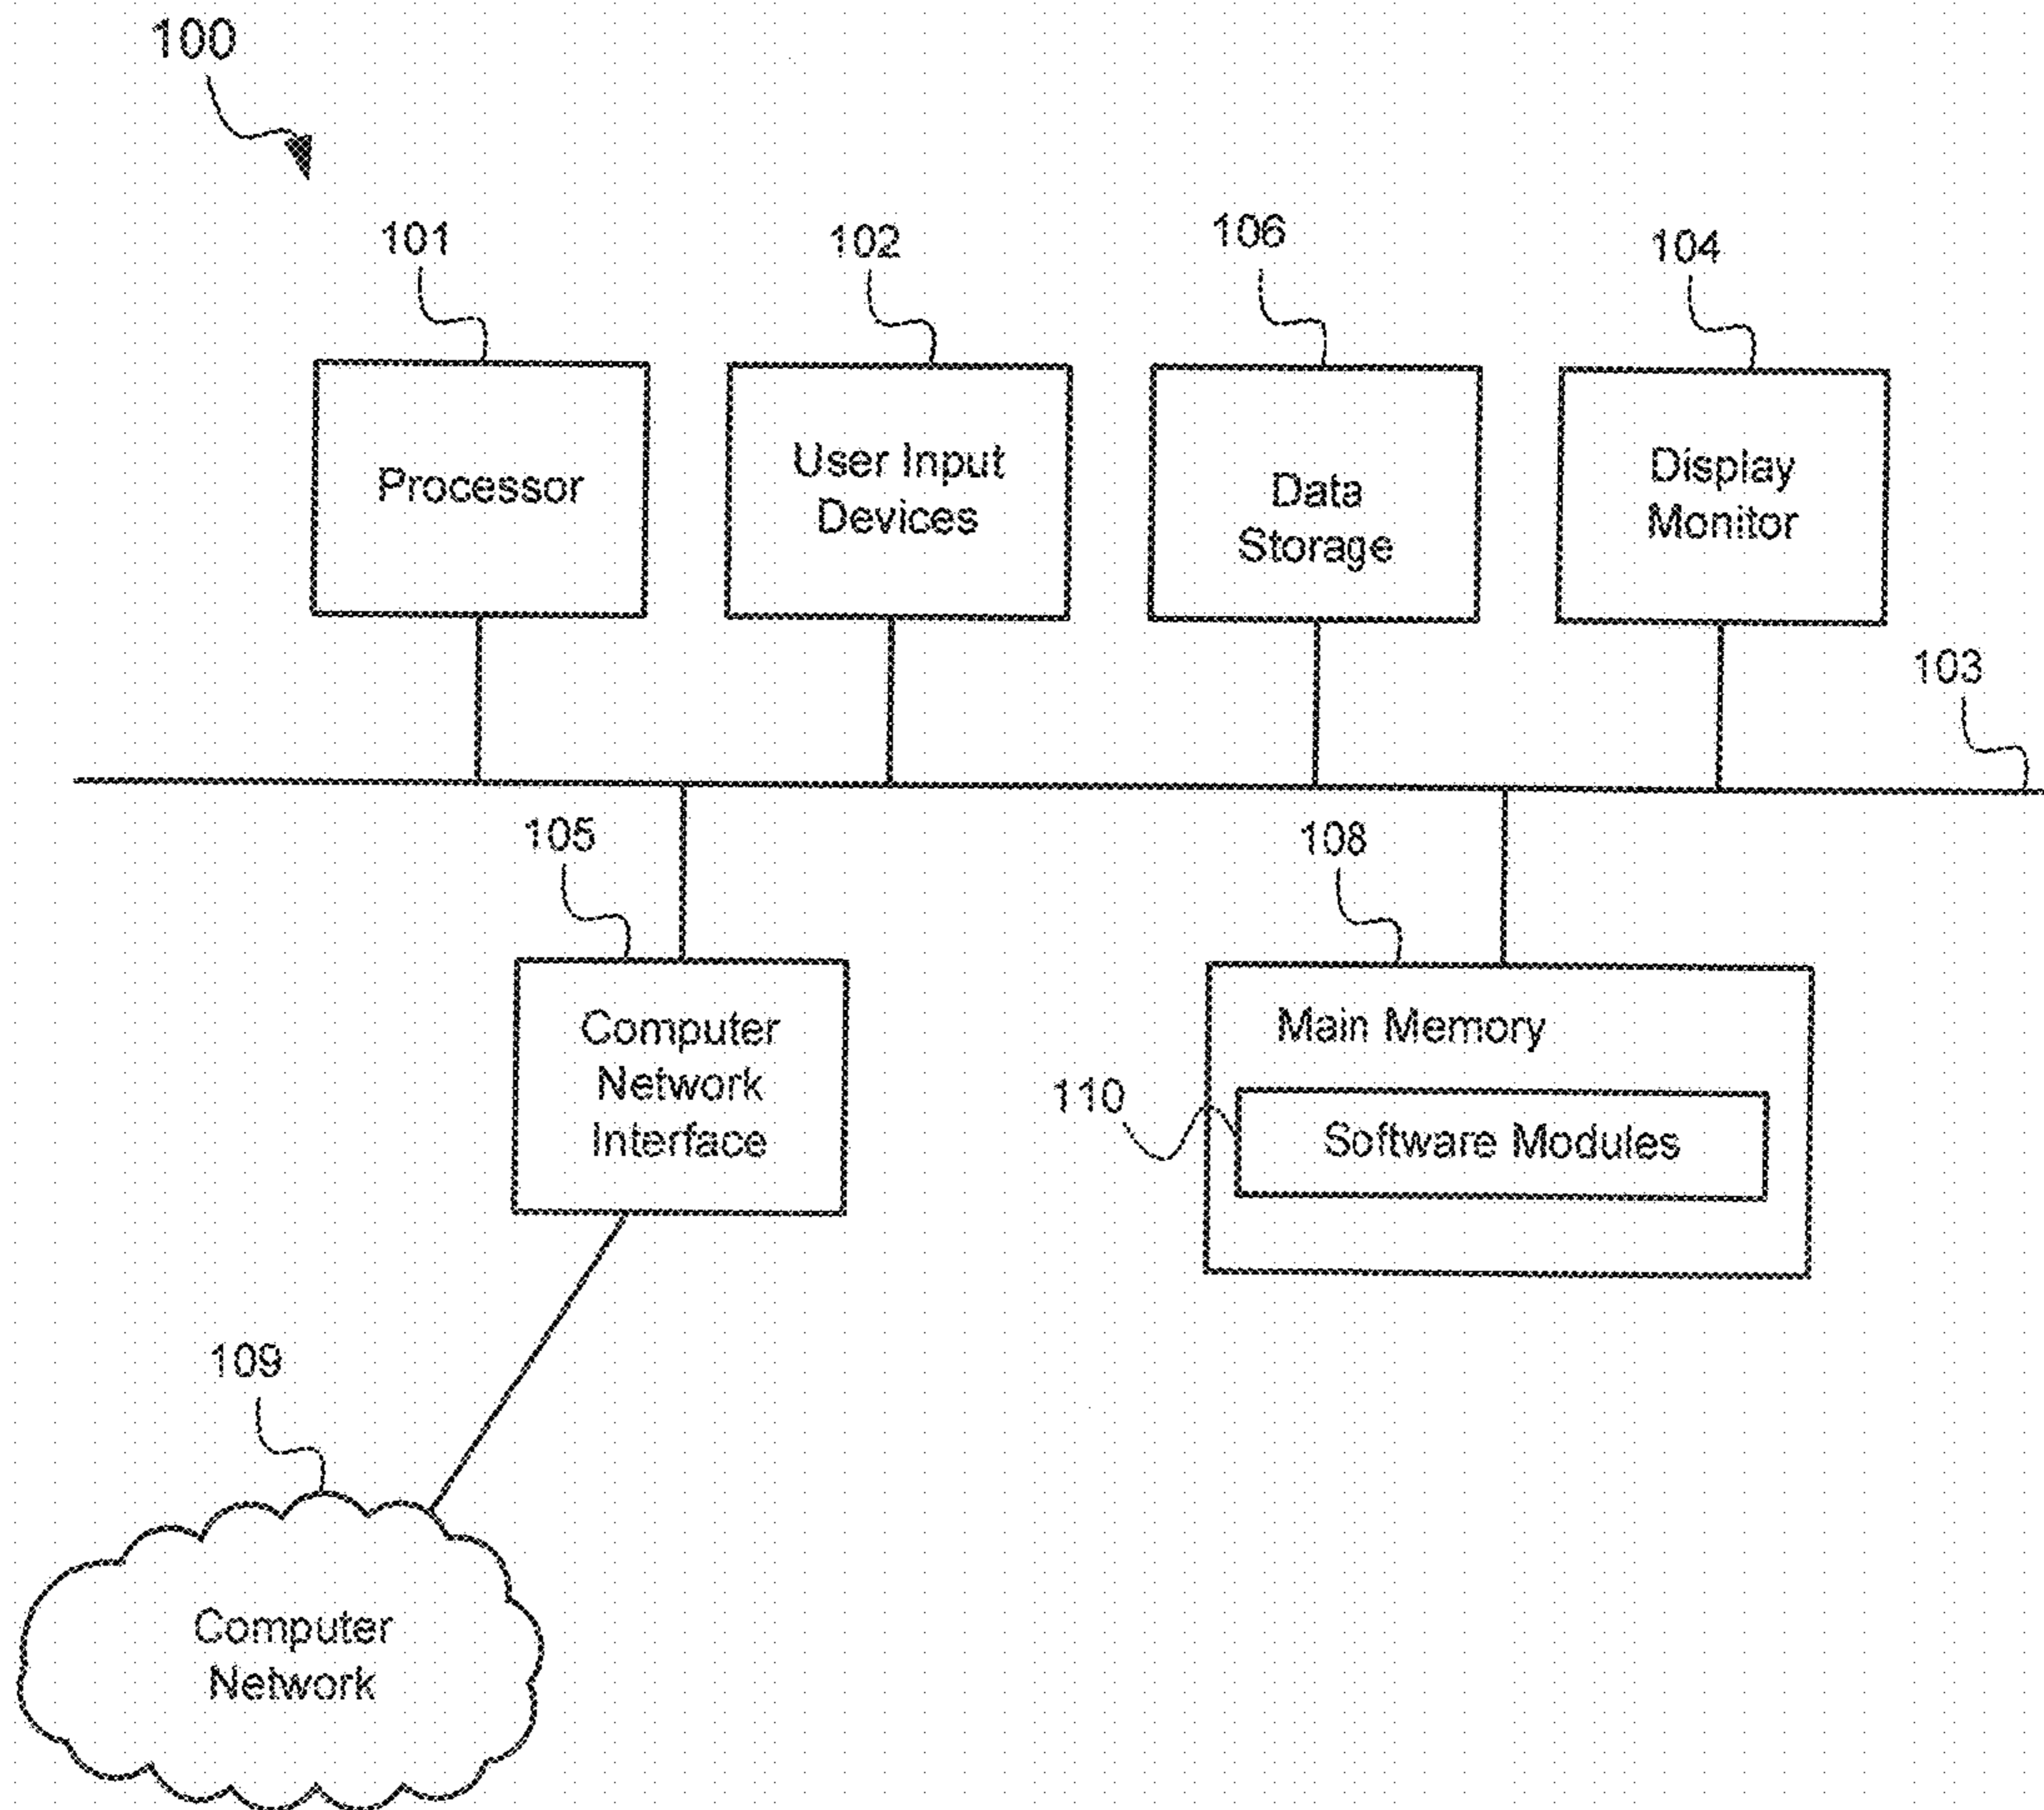 100
101
102
106
104
Processor
User Input
Devices
Data
Storage
Display
Monitor
103
105
108
Computer
Network
Interface
Main Memory
110
Software Modules
109
Computer
Network